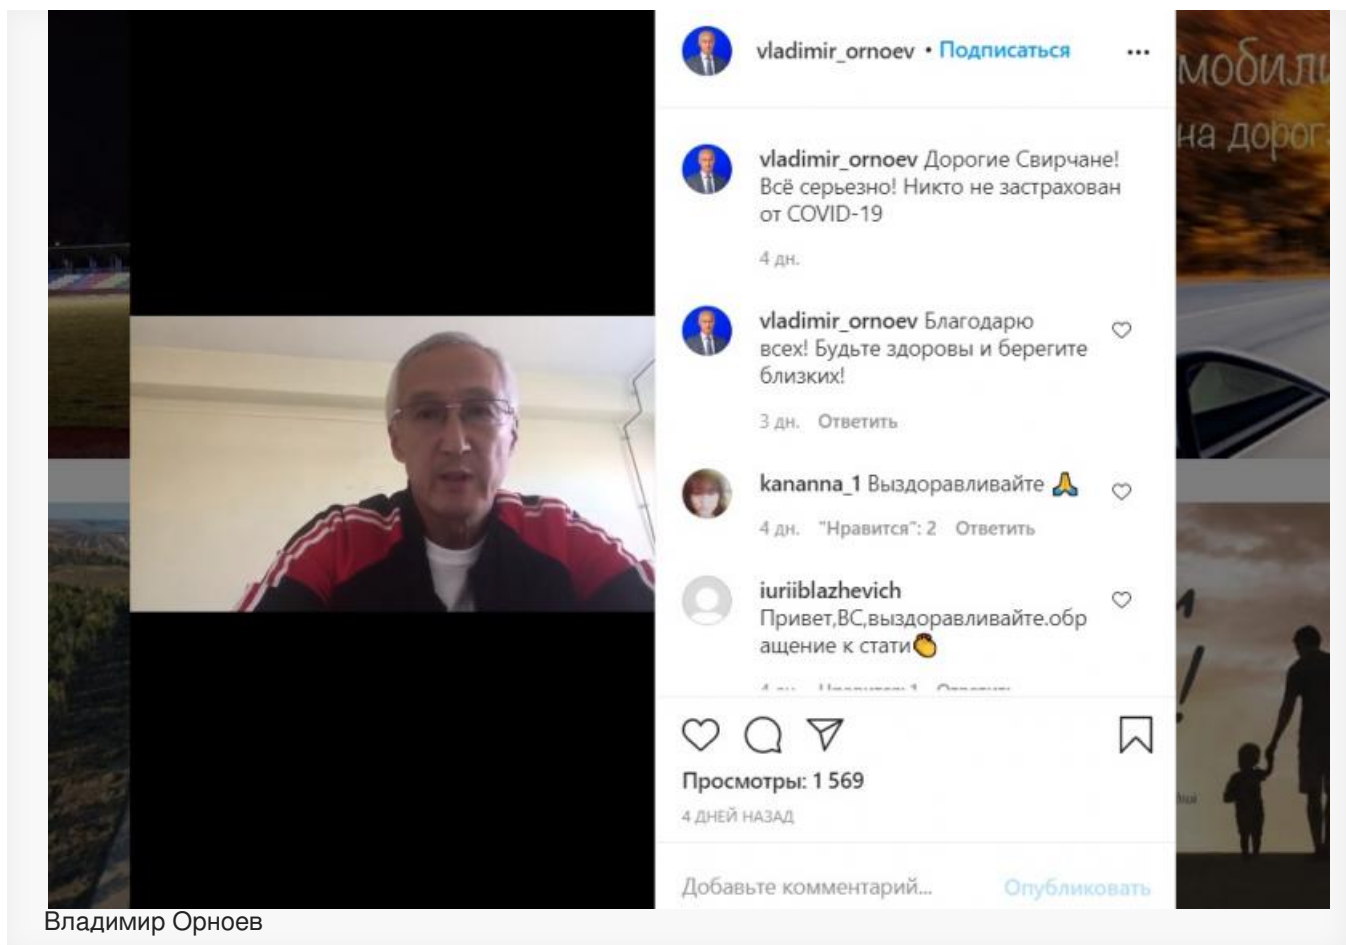 vladimir_ornoev • Подписаться
vladimir_ornoev Дорогие Свирчане!
Всё серьезно! Никто не застрахован
от COVID-19
4 дн.
vladimir_ornoev Благодарю
всех! Будьте здоровы и берегите
близких!
3 дн. Ответить
kananna_1 Выздоравливайте 🙏
4 дн. "Нравится": 2 Ответить
iuriiblazhevich
Привет,ВС,выздоравливайте.обр
ащение к стати👏
Просмотры: 1 569
4 ДНЕЙ НАЗАД
Добавьте комментарий...
Опубликовать
на дорог
Владимир Орноев